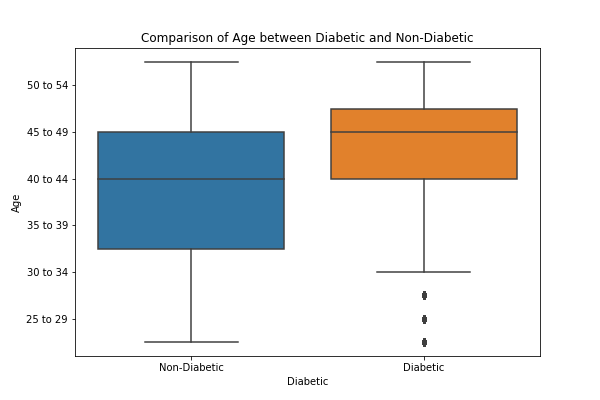 Comparison of Age between Diabetic and Non-Diabetic
50 to 54
45 to 49
40 to 44
35 to 39
30 to 34
25 to 29
Age
Non-Diabetic
Diabetic
Diabetic